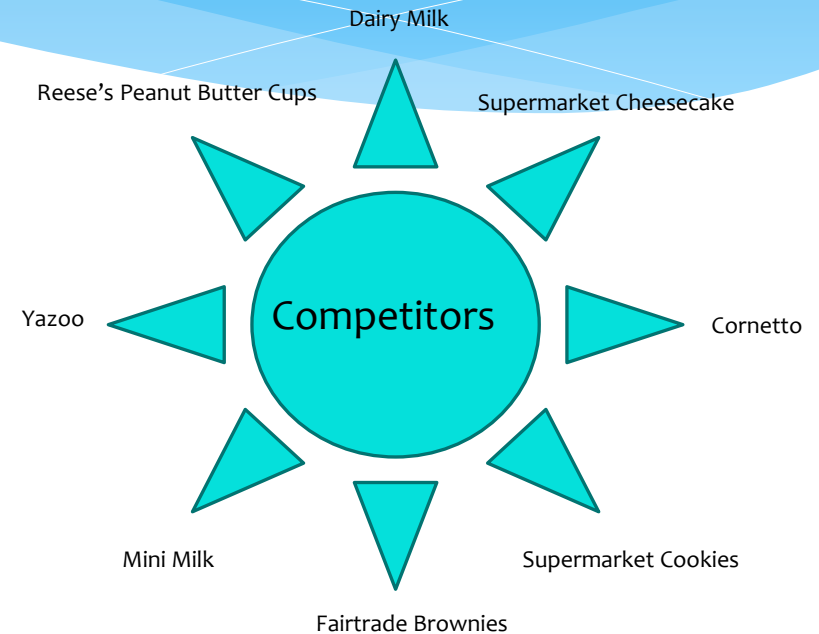 Dairy Milk
Reese's Peanut Butter Cups
Supermarket Cheesecake
Competitors
Yazoo
Cornetto
Mini Milk
Supermarket Cookies
Fairtrade Brownies